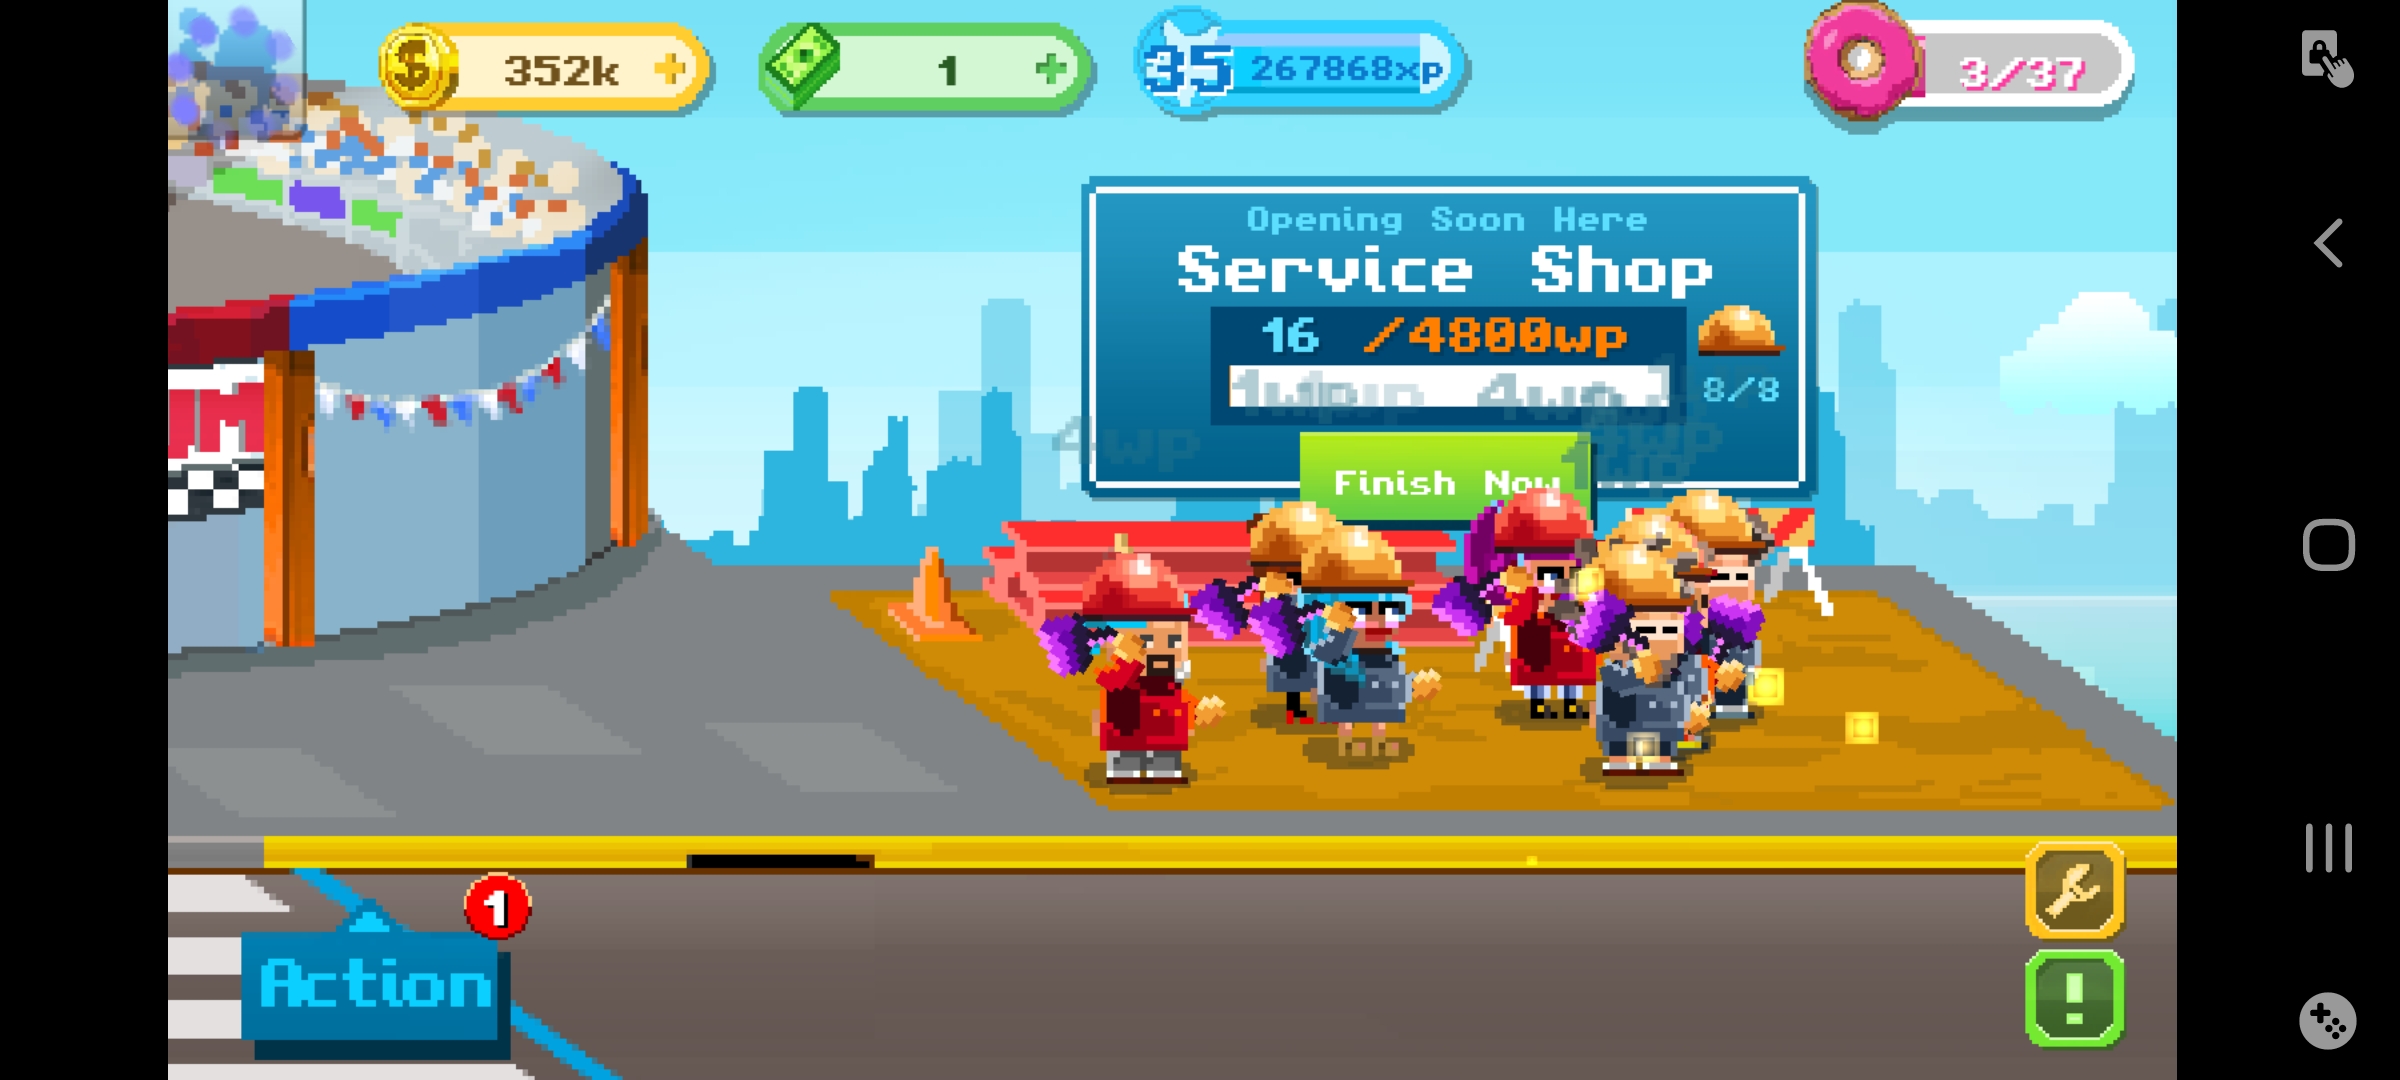 352k
1
35
267868xp
3/37
Opening Soon Here
Service Shop
16 /4800wp
8/8
4wp
Finish Now
1
Action